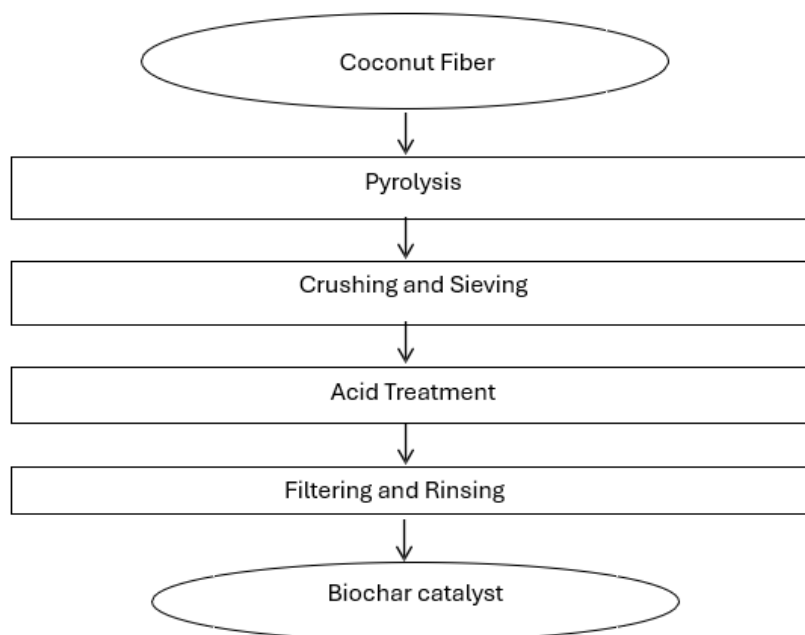 Coconut Fiber
Pyrolysis
Crushing and Sieving
Acid Treatment
Filtering and Rinsing
Biochar catalyst